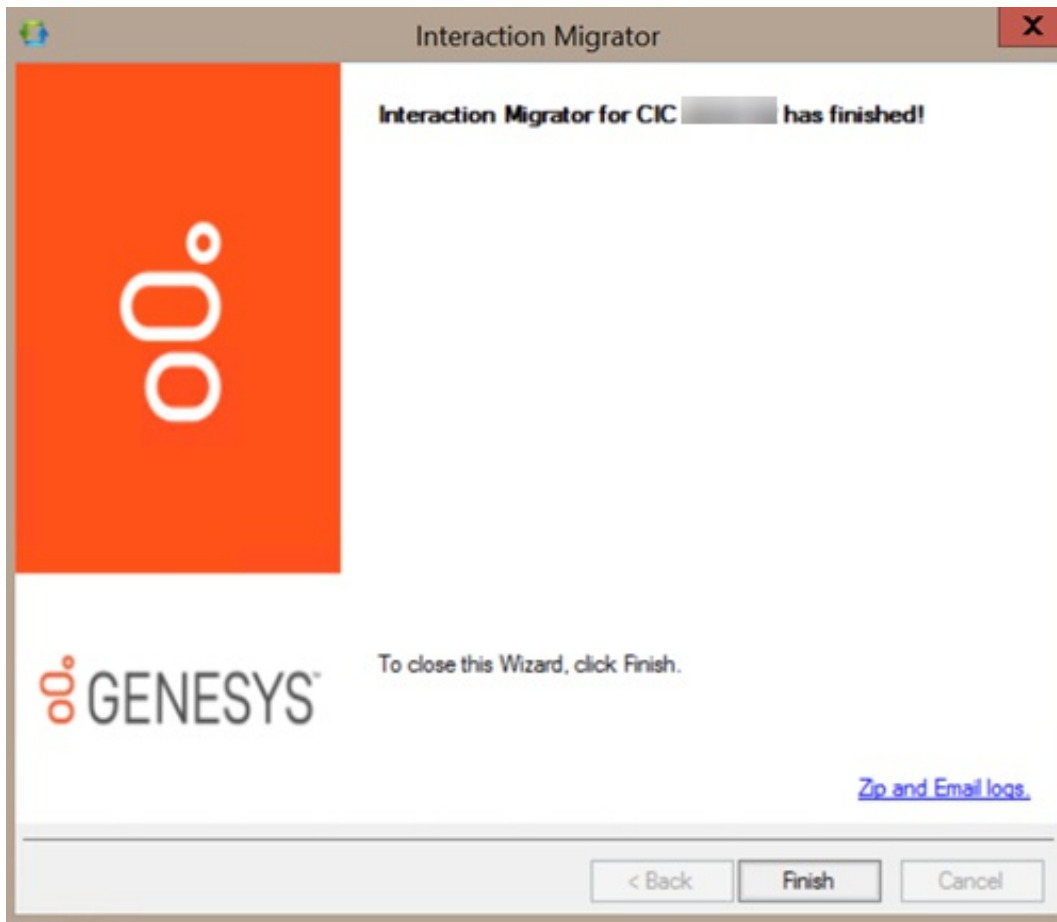 Interaction Migrator
X
Interaction Migrator for CIC has finished!
GENESYS™
To close this Wizard, click Finish.
Zip and Email logs.
< Back
Finish
Cancel